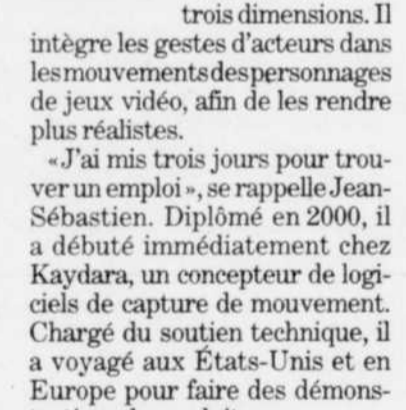 trois dimensions. Il
intègre les gestes d'acteurs dans
les mouvements des personnages
de jeux vidéo, afin de les rendre
plus réalistes.
«J'ai mis trois jours pour trou-
ver un emploi», se rappelle Jean-
Sébastien. Diplômé en 2000, il
a débuté immédiatement chez
Kaydara, un concepteur de logi-
ciels de capture de mouvement.
Chargé du soutien technique, il
a voyagé aux États-Unis et en
Europe pour faire des démons-